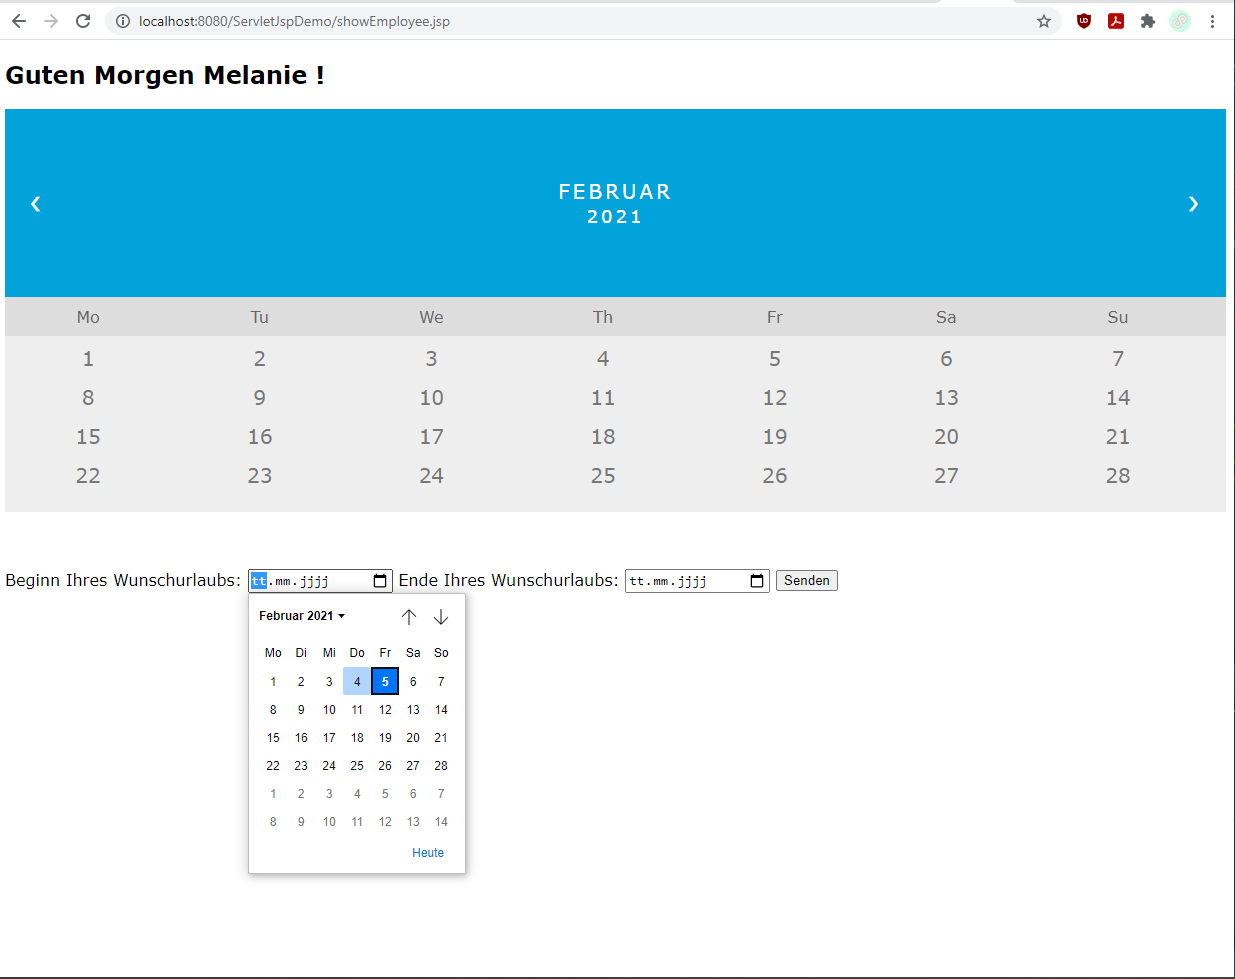 localhost:8080/ServletJspDemo/showEmployee.jsp
Guten Morgen Melanie !
❮ FEBRUAR ❯
2021
Mo Tu We Th Fr Sa Su
1 2 3 4 5 6 7
8 9 10 11 12 13 14
15 16 17 18 19 20 21
22 23 24 25 26 27 28
Beginn Ihres Wunschurlaubs: tt.mm.jjjj Ende Ihres Wunschurlaubs: tt.mm.jjjj Senden
Februar 2021
Mo Di Mi Do Fr Sa So
1 2 3 4 5 6 7
8 9 10 11 12 13 14
15 16 17 18 19 20 21
22 23 24 25 26 27 28
1 2 3 4 5 6 7
8 9 10 11 12 13 14
Heute